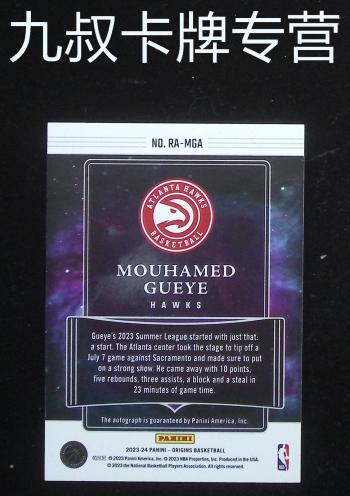 九叔卡牌专营
NO. RA-MGA
ATLANTA HAWKS
BASKETBALL
MOUHAMED
GUEYE
HAWKS
Gueye's 2023 Summer League started with just that:
a start. The Atlanta center took the stage to tip off a
July 7 game against Sacramento and made sure to put
on a strong show. He came away with 10 points,
five rebounds, three assists, a block and a steal in
23 minutes of game time.
The autograph is guaranteed by Panini America, Inc.
PANINI
2023-24 PANINI - ORIGINS BASKETBALL
© 2023 Panini America, Inc. © 2023 NBA Properties, Inc. Produced in the USA.
© 2023 the National Basketball Players Association. All rights reserved.